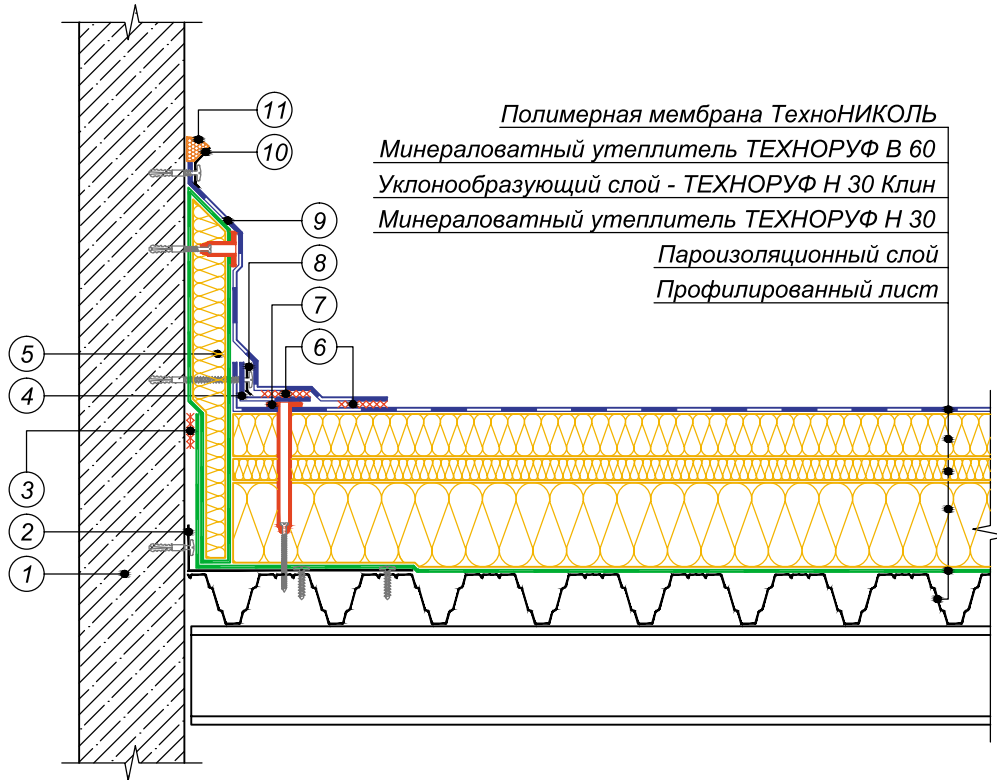 11
10
9
8
7
6
5
4
3
2
1
Полимерная мембрана ТехноНИКОЛЬ
Минераловатный утеплитель ТЕХНОРУФ В 60
Уклонообразующий слой - ТЕХНОРУФ Н 30 Клин
Минераловатный утеплитель ТЕХНОРУФ Н 30
Пароизоляционный слой
Профилированный лист